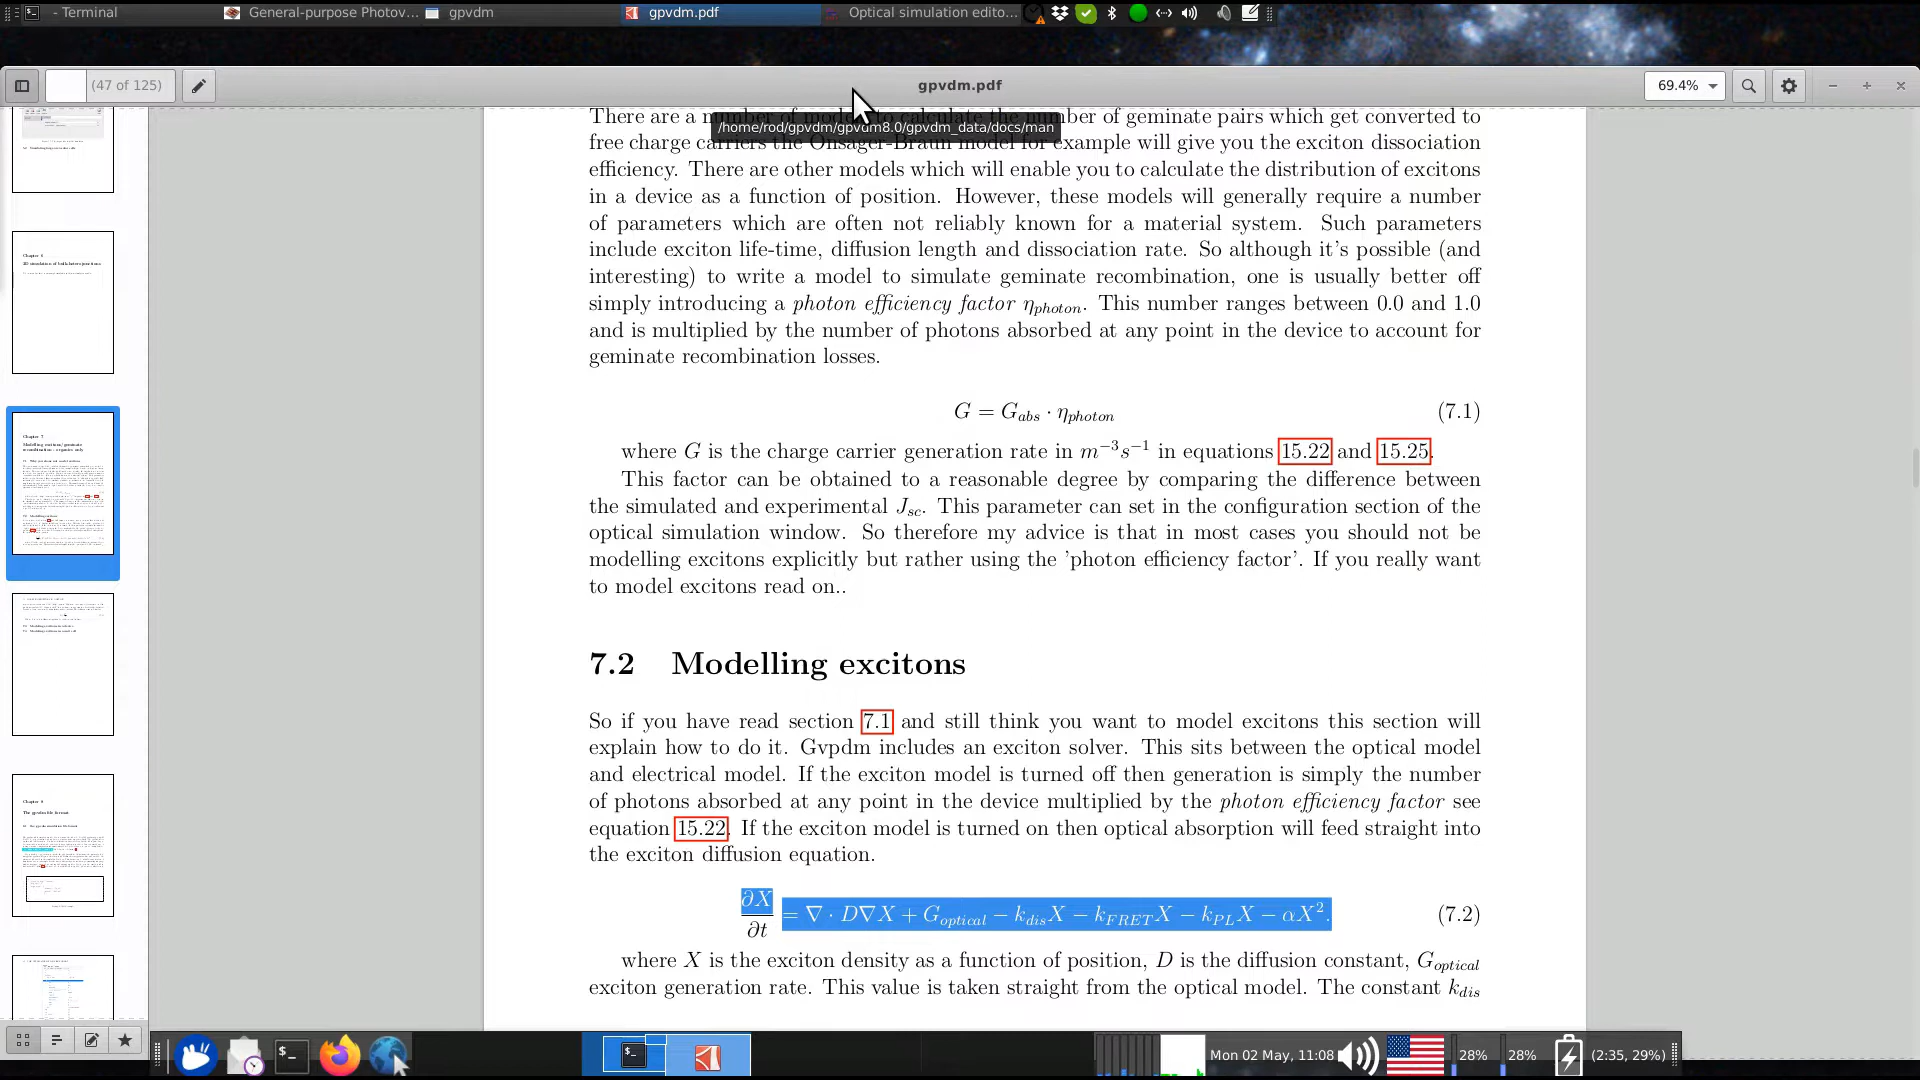 - Terminal
General-purpose Photov...
gpvdm
gpvdm.pdf
Optical simulation edito...
(47 of 125)
gpvdm.pdf
69.4%
There are a number of models to calculate the number of geminate pairs which get converted to
/home/rod/gpvdm/gpvdm8.0/gpvdm_data/docs/man
free charge carriers the Onsager-Braun model for example will give you the exciton dissociation
efficiency. There are other models which will enable you to calculate the distribution of excitons
in a device as a function of position. However, these models will generally require a number
of parameters which are often not reliably known for a material system. Such parameters
include exciton life-time, diffusion length and dissociation rate. So although it's possible (and
interesting) to write a model to simulate geminate recombination, one is usually better off
simply introducing a photon efficiency factor η_photon. This number ranges between 0.0 and 1.0
and is multiplied by the number of photons absorbed at any point in the device to account for
geminate recombination losses.
G = G_abs · η_photon (7.1)
where G is the charge carrier generation rate in m⁻³s⁻¹ in equations 15.22 and 15.25.
This factor can be obtained to a reasonable degree by comparing the difference between
the simulated and experimental J_sc. This parameter can set in the configuration section of the
optical simulation window. So therefore my advice is that in most cases you should not be
modelling excitons explicitly but rather using the 'photon efficiency factor'. If you really want
to model excitons read on..
7.2 Modelling excitons
So if you have read section 7.1 and still think you want to model excitons this section will
explain how to do it. Gvpdm includes an exciton solver. This sits between the optical model
and electrical model. If the exciton model is turned off then generation is simply the number
of photons absorbed at any point in the device multiplied by the photon efficiency factor see
equation 15.22. If the exciton model is turned on then optical absorption will feed straight into
the exciton diffusion equation.
∂X/∂t = ∇ · D∇X + G_optical − k_dis X − k_FRET X − k_PL X − αX². (7.2)
where X is the exciton density as a function of position, D is the diffusion constant, G_optical
exciton generation rate. This value is taken straight from the optical model. The constant k_dis
Mon 02 May, 11:08
28%
28%
(2:35, 29%)